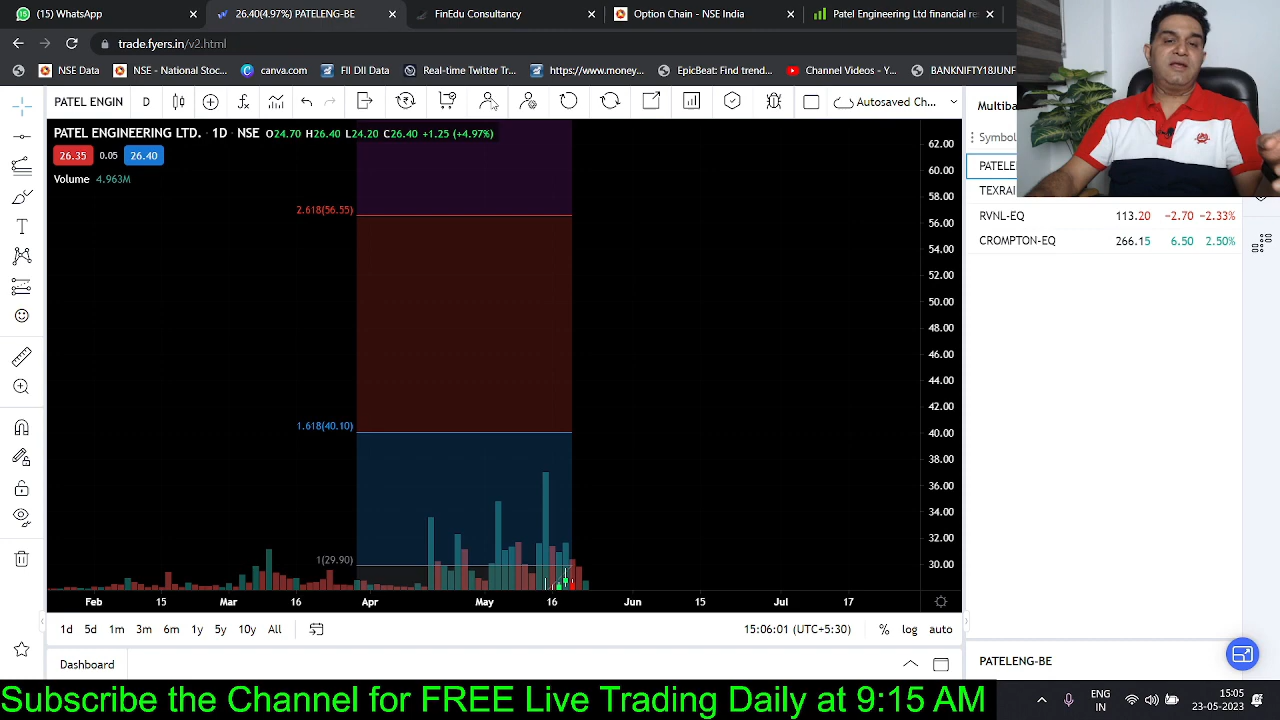 WhatsApp
26.40(4.97%) PATELENG
FinEdu Consultancy
Option Chain - NSE India
Patel Engineering Ltd financial re
trade.fyers.in/v2.html
NSE India
NSE - National Stoc...
canva.com
FII DII Data
Real-time -- trendin...
https://www.money...
EpicBeat Find Trend...
Channel Videos - Y...
BANKNIFTY18JUNF
PATEL ENGIN
D
Autosaved Ch...
Multiba
PATEL ENGINEERING LTD. · 1D · NSE O24.70 H26.40 L24.20 C26.40 +1.25 (+4.97%)
26.35 0.05 26.40
Volume 4.963M
Symbol
PATELE
TEXRAI
RVNL-EQ 113.20 −2.70 −2.33%
CROMPTON-EQ 266.15 6.50 2.50%
2.618(56.55)
1.618(40.10)
1(29.90)
62.00
60.00
58.00
56.00
54.00
52.00
50.00
48.00
46.00
44.00
42.00
40.00
38.00
36.00
34.00
32.00
30.00
Feb 15 Mar 16 Apr May 16 Jun 15 Jul 17
1d 5d 1m 3m 6m 1y 5y 10y All
15:06:01 (UTC+5:30) % log auto
Dashboard
PATELENG-BE
Subscribe the Channel for FREE Live Trading Daily at 9:15 AM
ENG
IN
15:05
23-05-2023